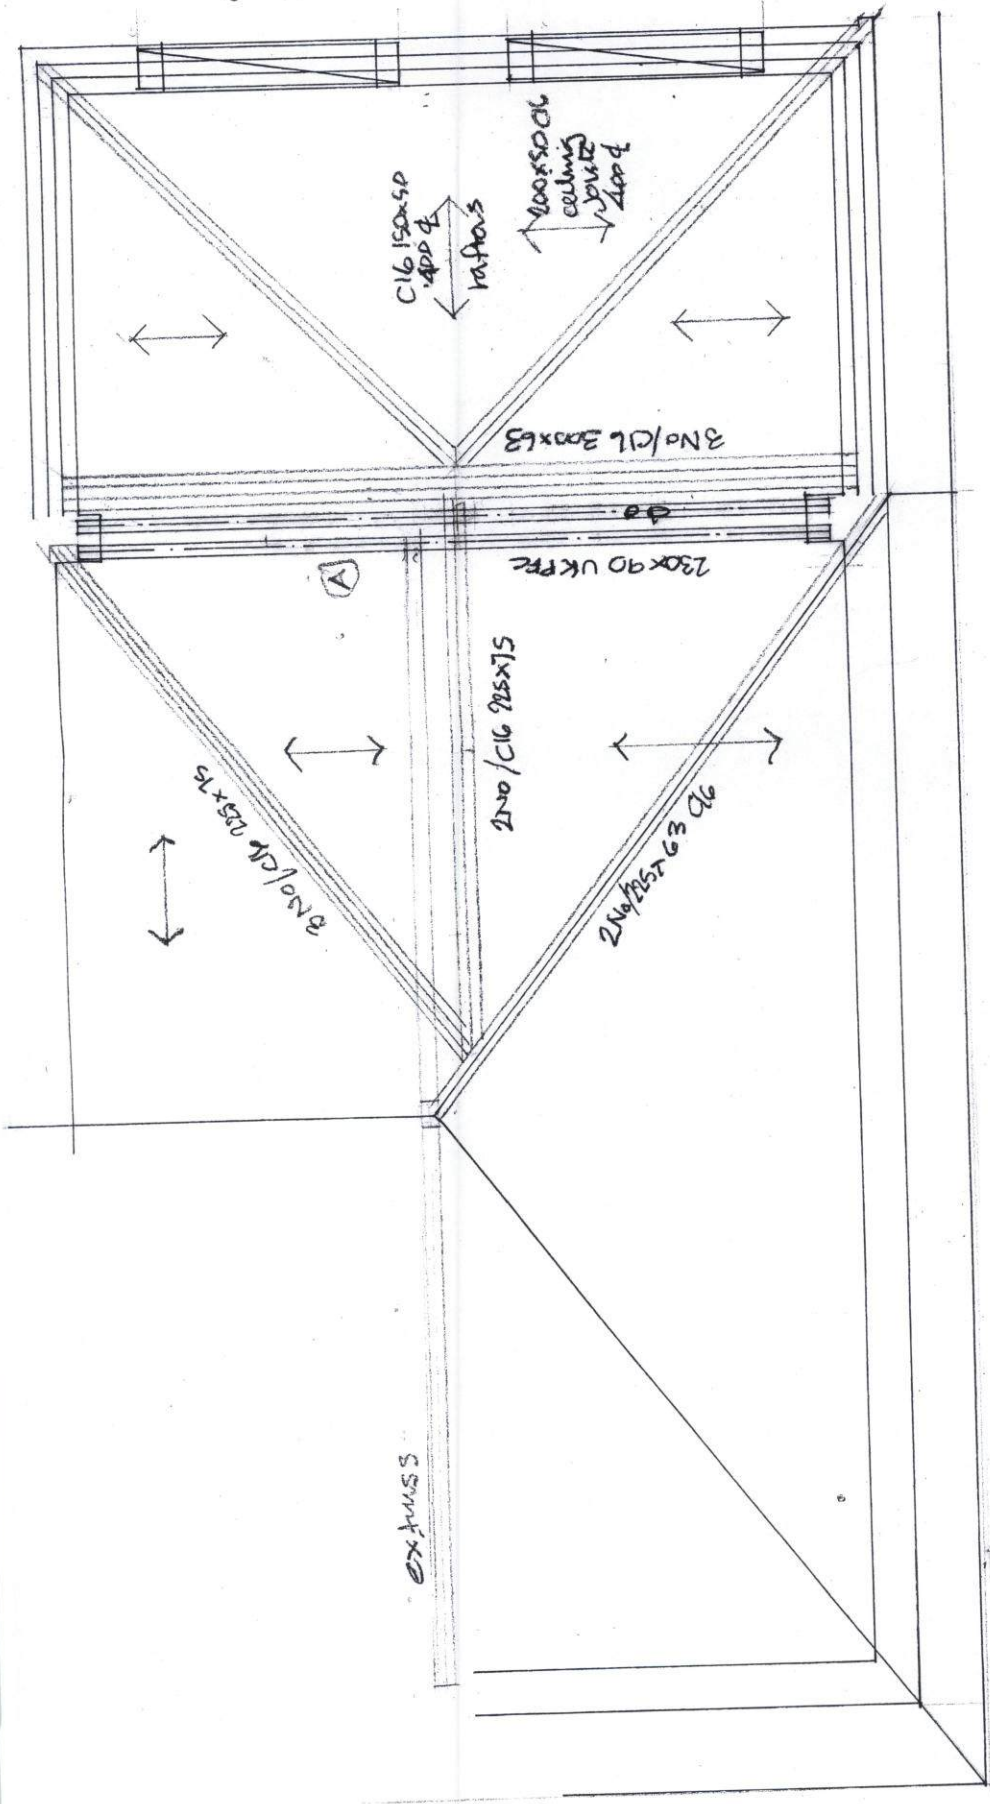 C16 150x50
400 ℄
rafters
200x50 C16
ceiling
joists
400 ℄
3No/C16 300x63
do
230x90 UKPFC
A
2No/C16 225x75
3No/C16 225x75
2No/225x63 C16
ex truss